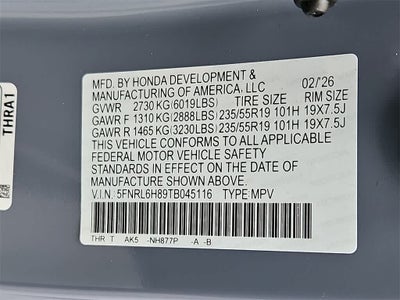 THRA1
MFD. BY HONDA DEVELOPMENT &
MANUFACTURING OF AMERICA, LLC 02/26
GVWR 2730 KG (6019LBS) TIRE SIZE RIM SIZE
GAWR F 1310 KG (2888 LBS) 235/55R19 101H 19X7.5J
GAWR R 1465 KG (3230LBS) 235/55R19 101H 19X7.5J
THIS VEHICLE CONFORMS TO ALL APPLICABLE
FEDERAL MOTOR VEHICLE SAFETY STANDARDS
IN EFFECT ON THE DATE OF
MANUFACTURE SHOWN ABOVE.
V.I.N.: 5FNRL6H89TB045116 TYPE: MPV
THR T AK5 -NH877P -A -B